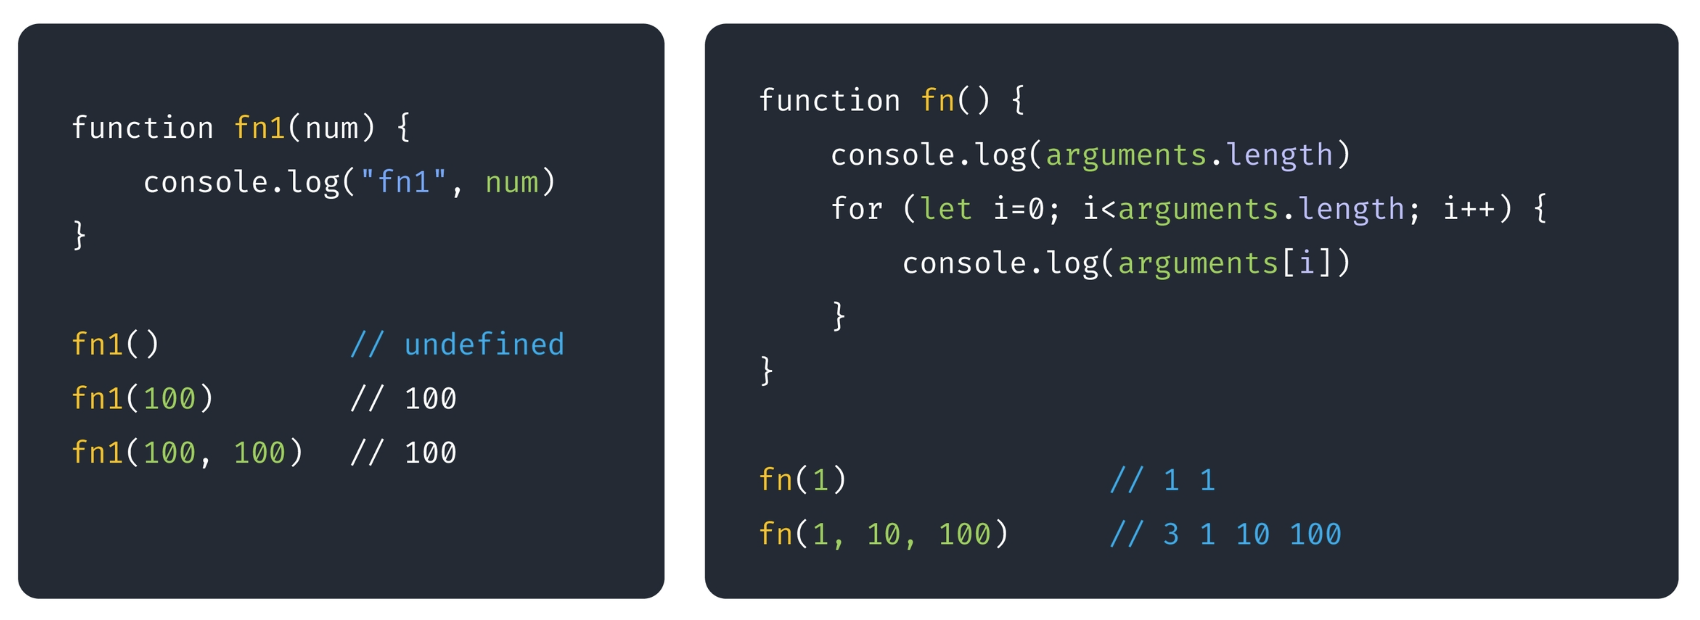 function fn1(num) {
    console.log("fn1", num)
}
fn1()           // undefined
fn1(100)        // 100
fn1(100, 100)   // 100
function fn() {
    console.log(arguments.length)
    for (let i=0; i<arguments.length; i++) {
        console.log(arguments[i])
    }
}
fn(1)               // 1 1
fn(1, 10, 100)      // 3 1 10 100